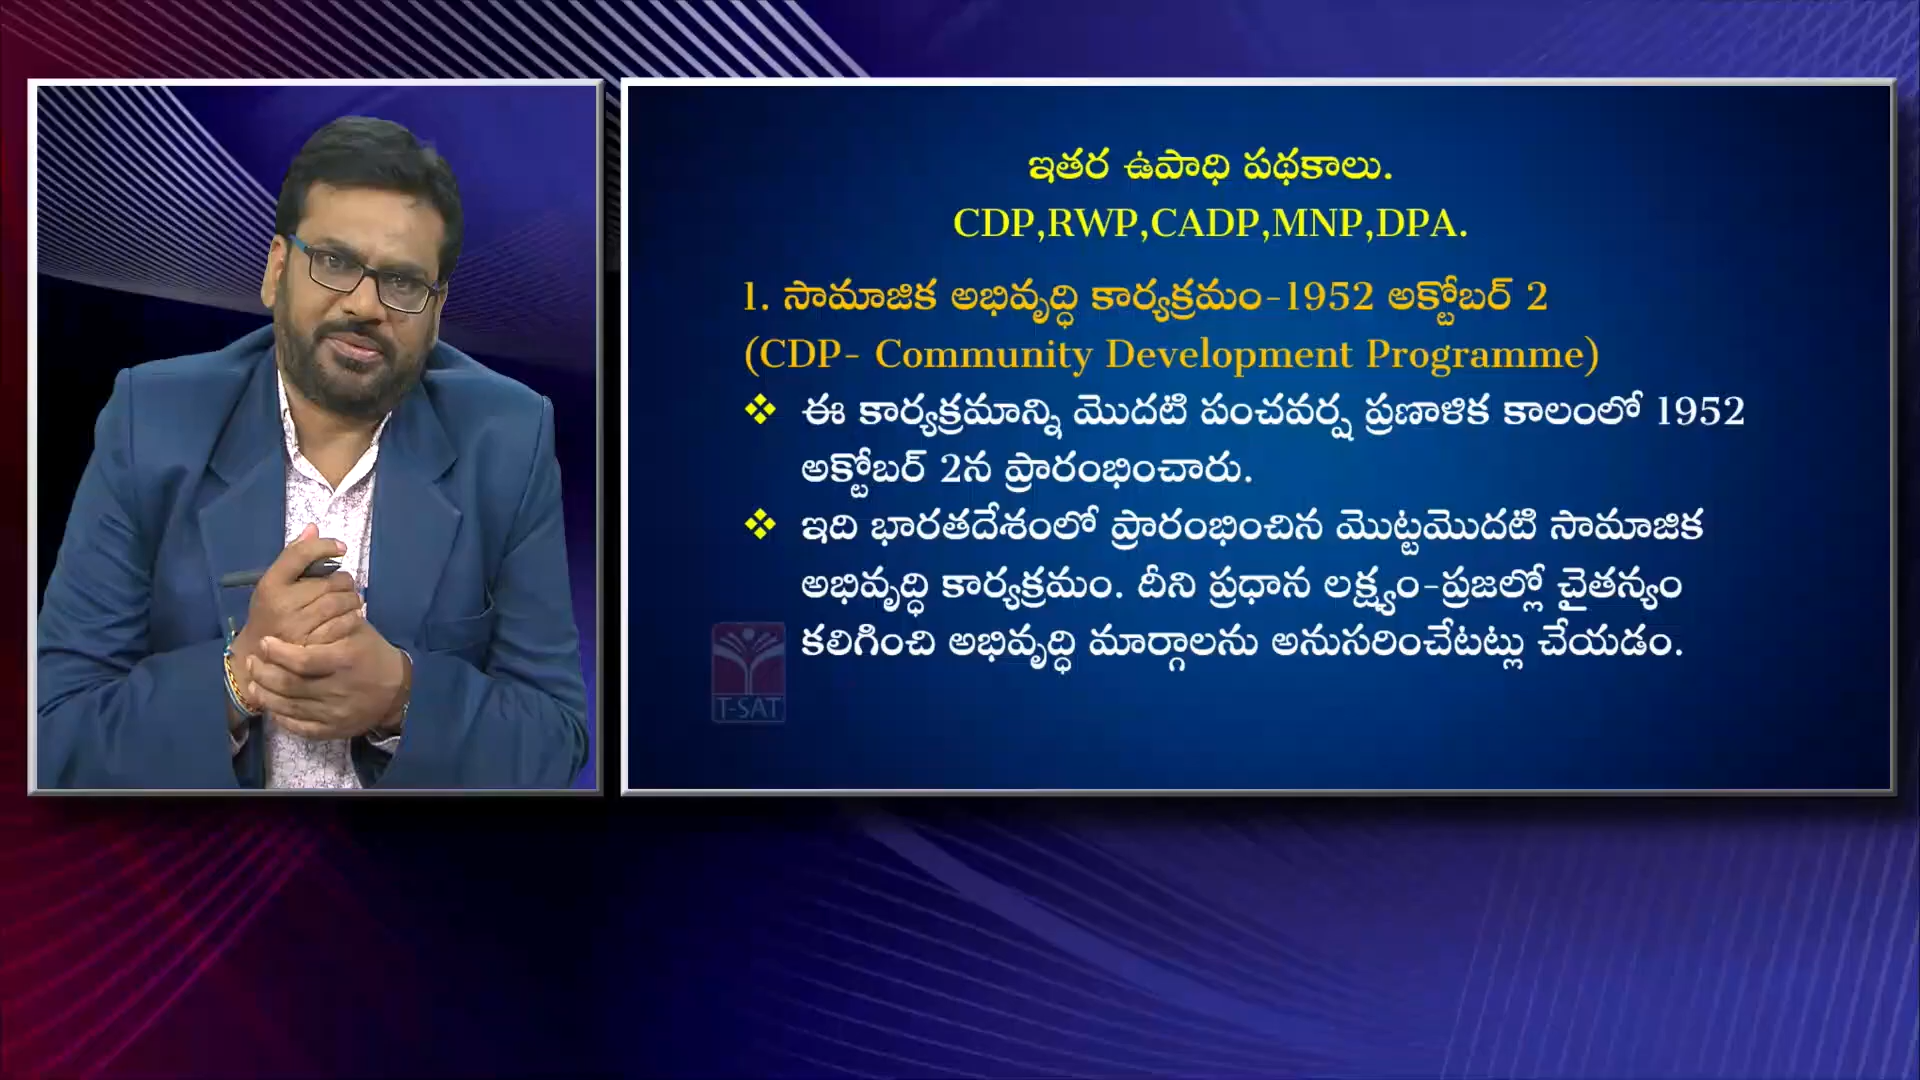 ఇతర ఉపాధి పథకాలు.
CDP,RWP,CADP,MNP,DPA.
1. సామాజిక అభివృద్ధి కార్యక్రమం-1952 అక్టోబర్ 2
(CDP- Community Development Programme)
❖ ఈ కార్యక్రమాన్ని మొదటి పంచవర్ష ప్రణాళిక కాలంలో 1952
అక్టోబర్ 2న ప్రారంభించారు.
❖ ఇది భారతదేశంలో ప్రారంభించిన మొట్టమొదటి సామాజిక
అభివృద్ధి కార్యక్రమం. దీని ప్రధాన లక్ష్యం-ప్రజల్లో చైతన్యం
కలిగించి అభివృద్ధి మార్గాలను అనుసరించేటట్లు చేయడం.
T-SAT